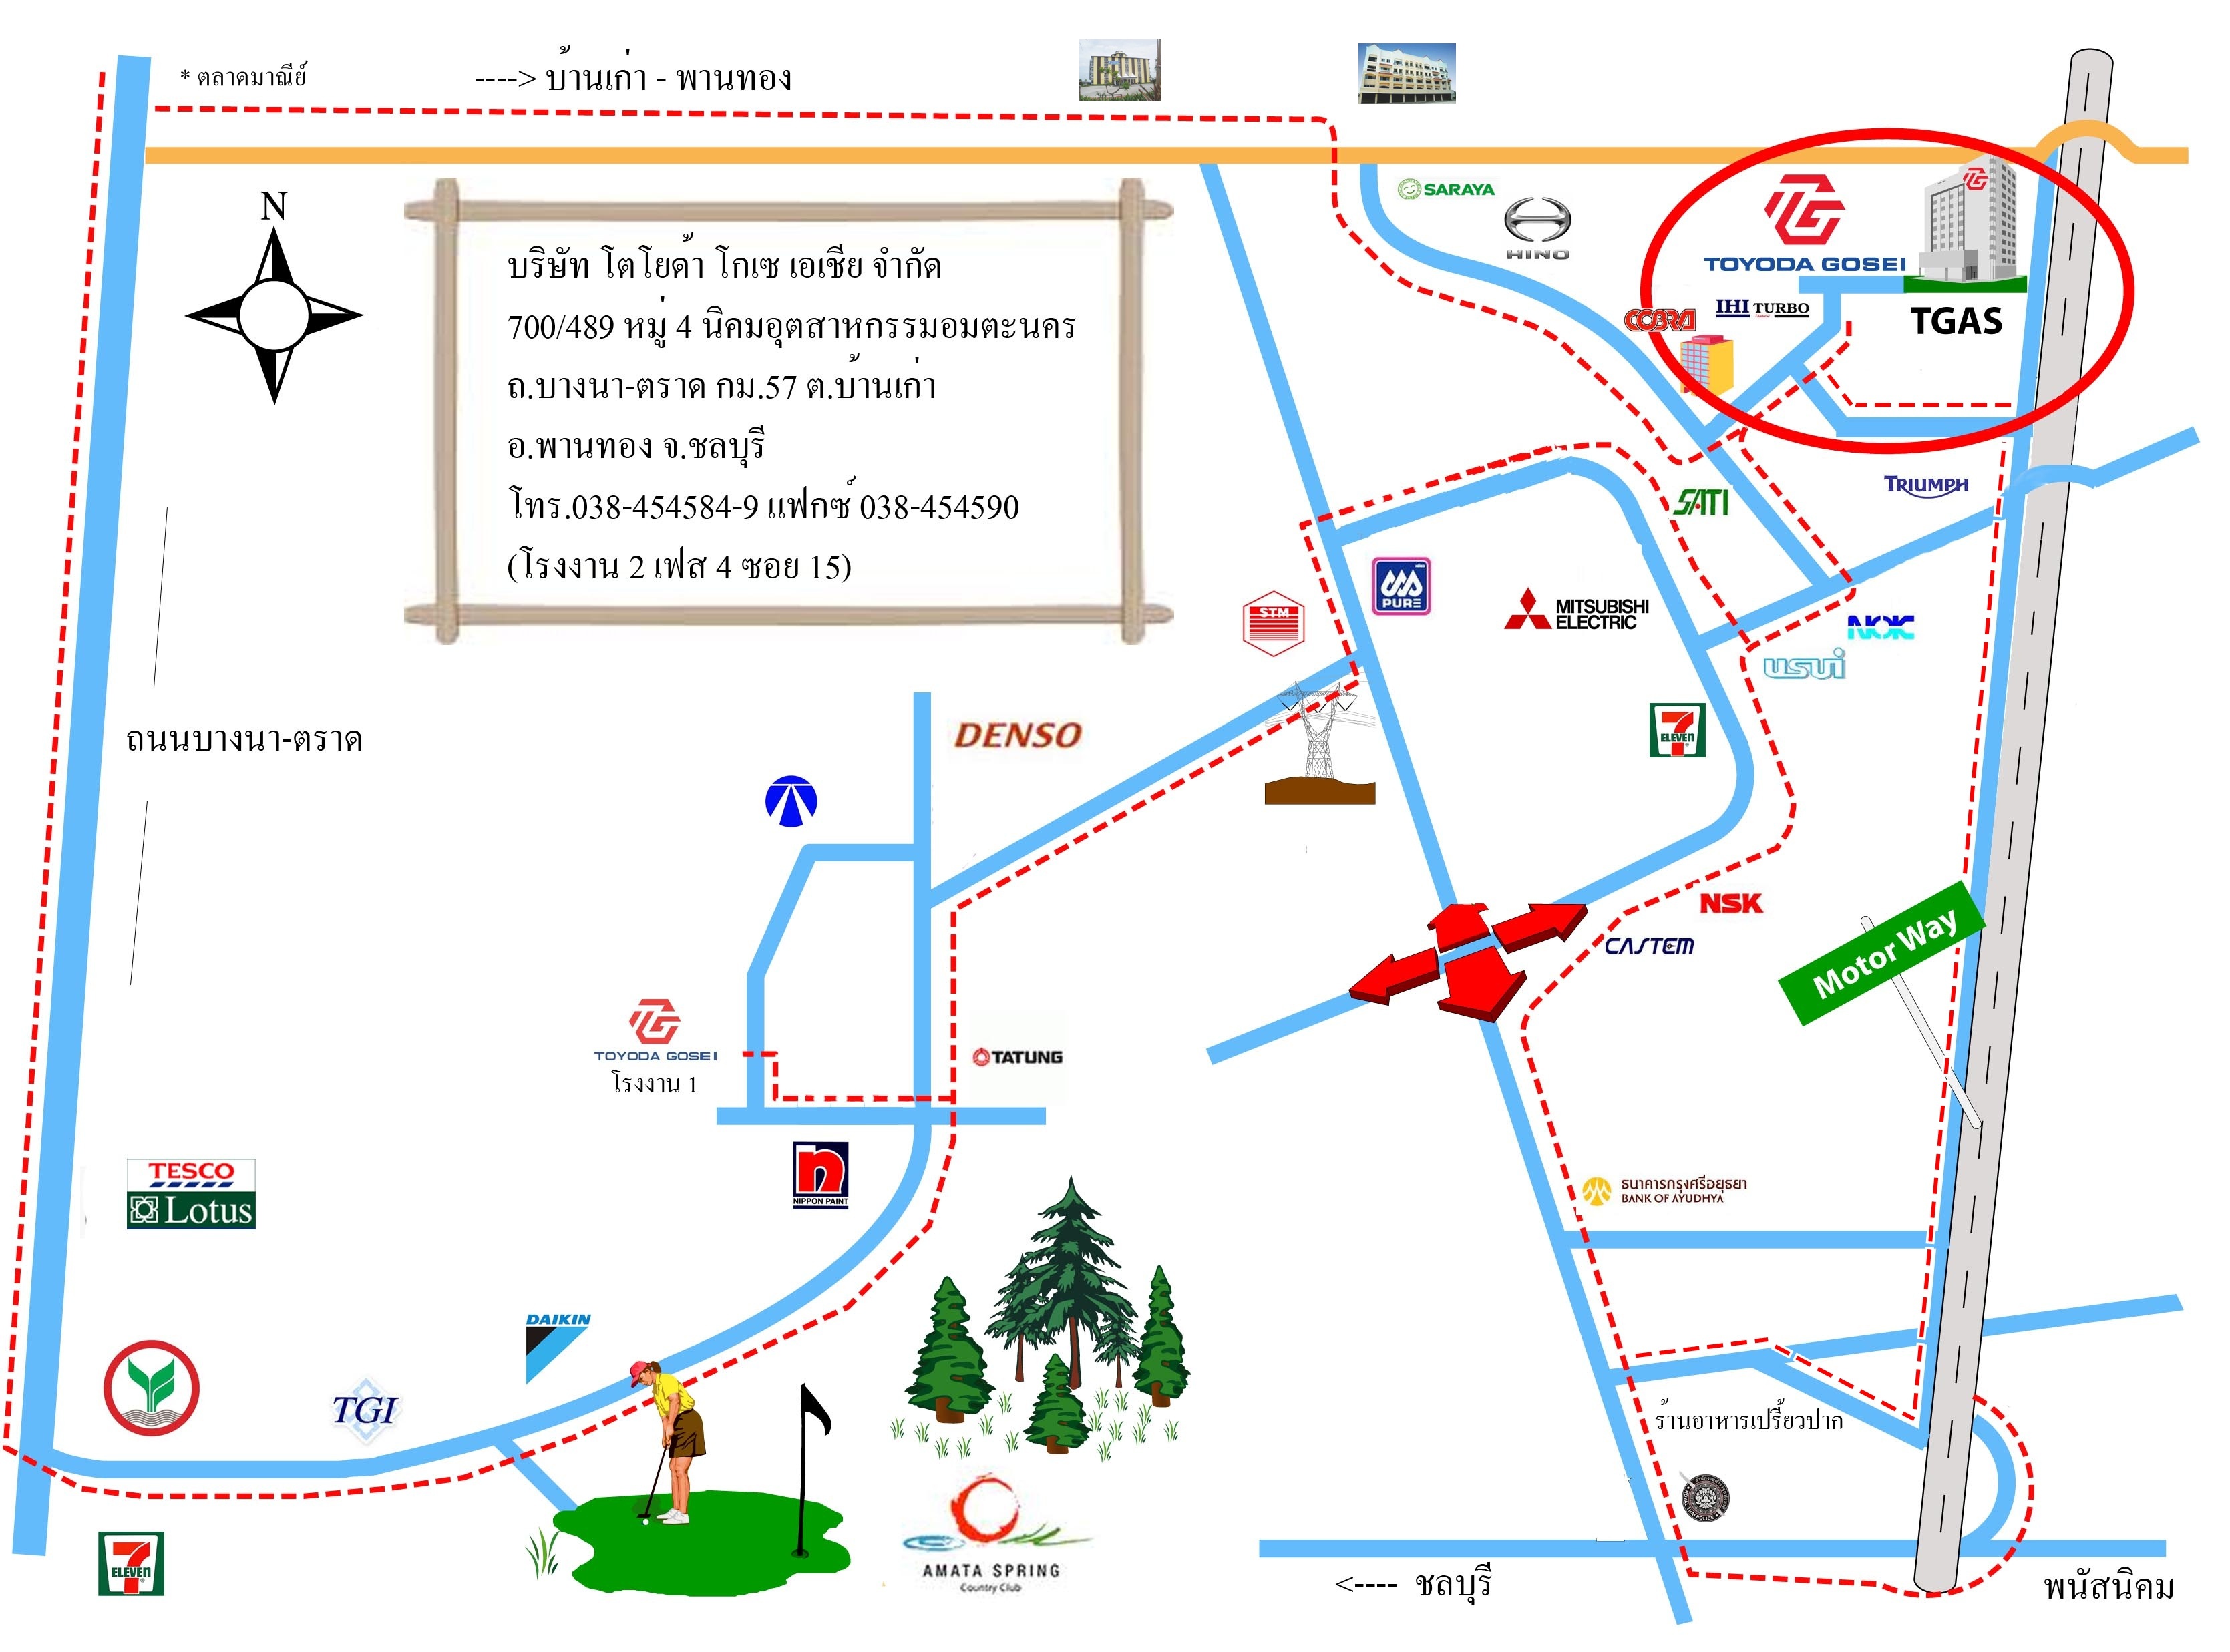 * ตลาดมาณีย์
----> บ้านเก่า - พานทอง
N
บริษัท โตโยด้า โกเซ เอเชีย จำกัด
700/489 หมู่ 4 นิคมอุตสาหกรรมอมตะนคร
ถ.บางนา-ตราด กม.57 ต.บ้านเก่า
อ.พานทอง จ.ชลบุรี
โทร.038-454584-9 แฟกซ์ 038-454590
(โรงงาน 2 เฟส 4 ซอย 15)
SARAYA
HINO
TG
TOYODA GOSEI
COBRA
IHI TURBO
TGAS
TRIUMPH
SATI
PURE
STM
MITSUBISHI
ELECTRIC
NOK
USUI
7
ELEVEN
ถนนบางนา-ตราด
DENSO
NSK
CASTEM
Motor Way
TG
TOYODA GOSEI
โรงงาน 1
TATUNG
n
NIPPON PAINT
TESCO
Lotus
ธนาคารกรุงศรีอยุธยา
BANK OF AYUDHYA
DAIKIN
TGI
ร้านอาหารเปรี้ยวปาก
7
ELEVEN
AMATA SPRING
Country Club
<---- ชลบุรี
พนัสนิคม